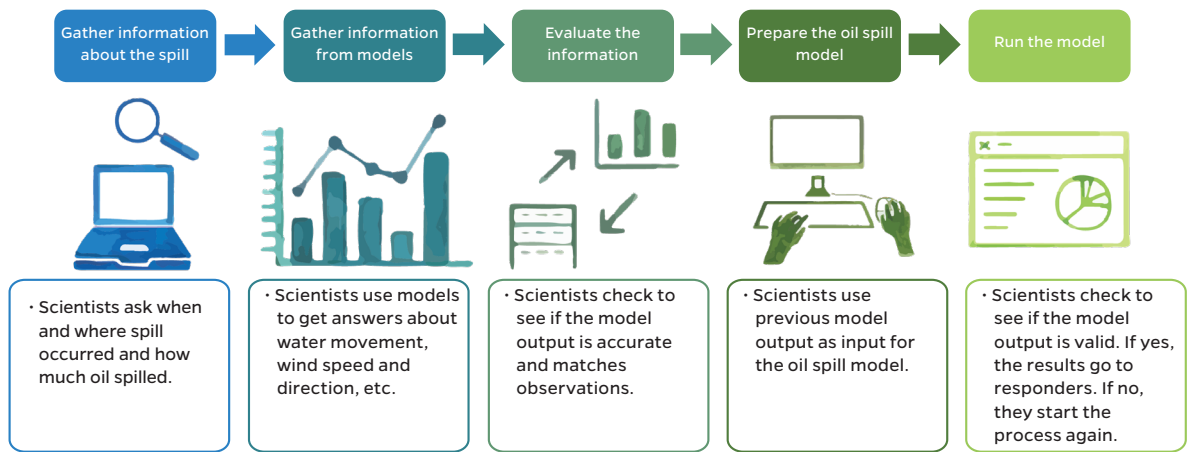 Gather information
about the spill
Gather information
from models
Evaluate the
information
Prepare the oil spill
model
Run the model
· Scientists ask when
and where spill
occurred and how
much oil spilled.
· Scientists use models
to get answers about
water movement,
wind speed and
direction, etc.
· Scientists check to
see if the model
output is accurate
and matches
observations.
· Scientists use
previous model
output as input for
the oil spill model.
· Scientists check to
see if the model
output is valid. If yes,
the results go to
responders. If no,
they start the
process again.